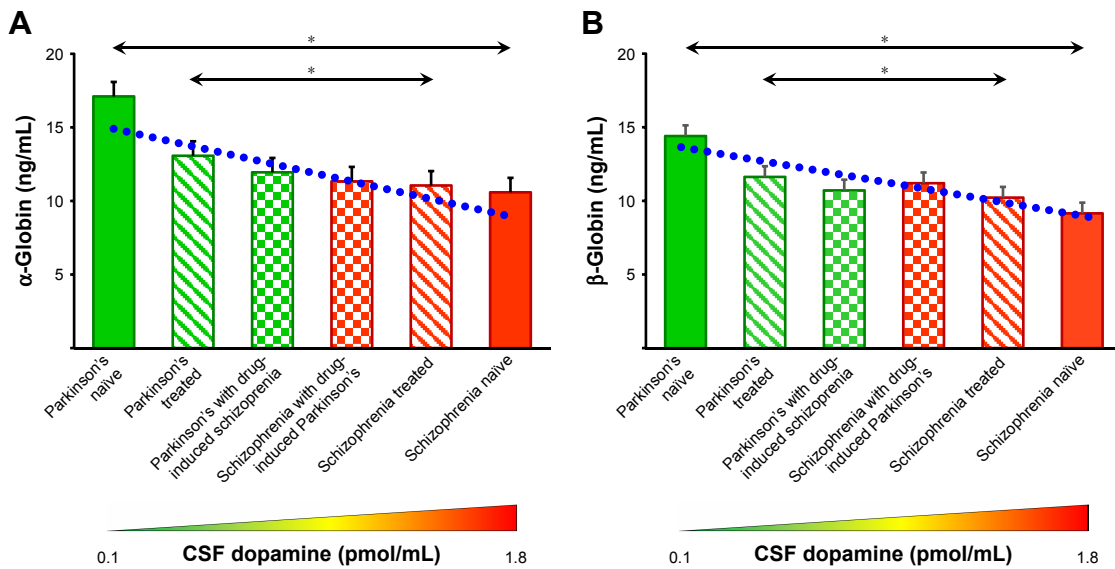 A
α-Globin (ng/mL)
20
15
10
5
*
*
Parkinson's
naïve
Parkinson's
treated
Parkinson's with drug-
induced schizoprenia
Schizophrenia with drug-
induced Parkinson's
Schizophrenia treated
Schizophrenia naïve
0.1
CSF dopamine (pmol/mL)
1.8
B
β-Globin (ng/mL)
20
15
10
5
*
*
Parkinson's
naïve
Parkinson's
treated
Parkinson's with drug-
induced schizoprenia
Schizophrenia with drug-
induced Parkinson's
Schizophrenia treated
Schizophrenia naïve
0.1
CSF dopamine (pmol/mL)
1.8